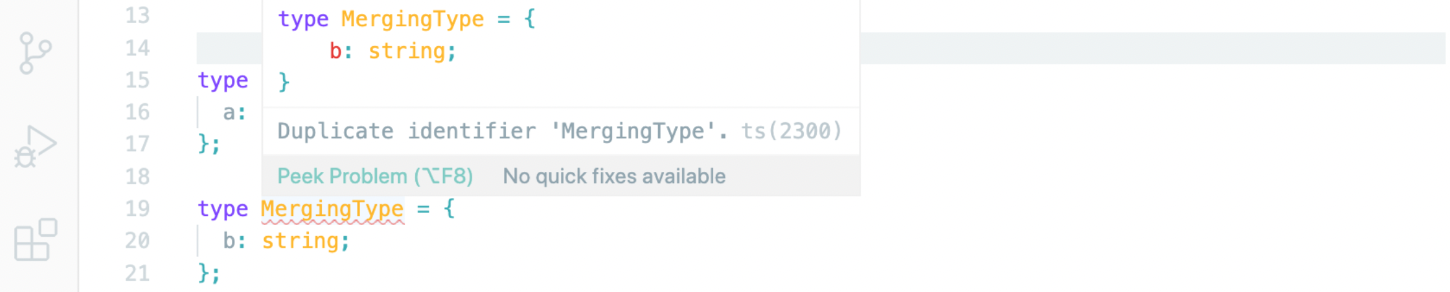 13
type MergingType = {
14
b: string;
15 type
}
16 a:
Duplicate identifier 'MergingType'. ts(2300)
17 };
18
Peek Problem (⌥F8) No quick fixes available
19 type MergingType = {
20 b: string;
21 };